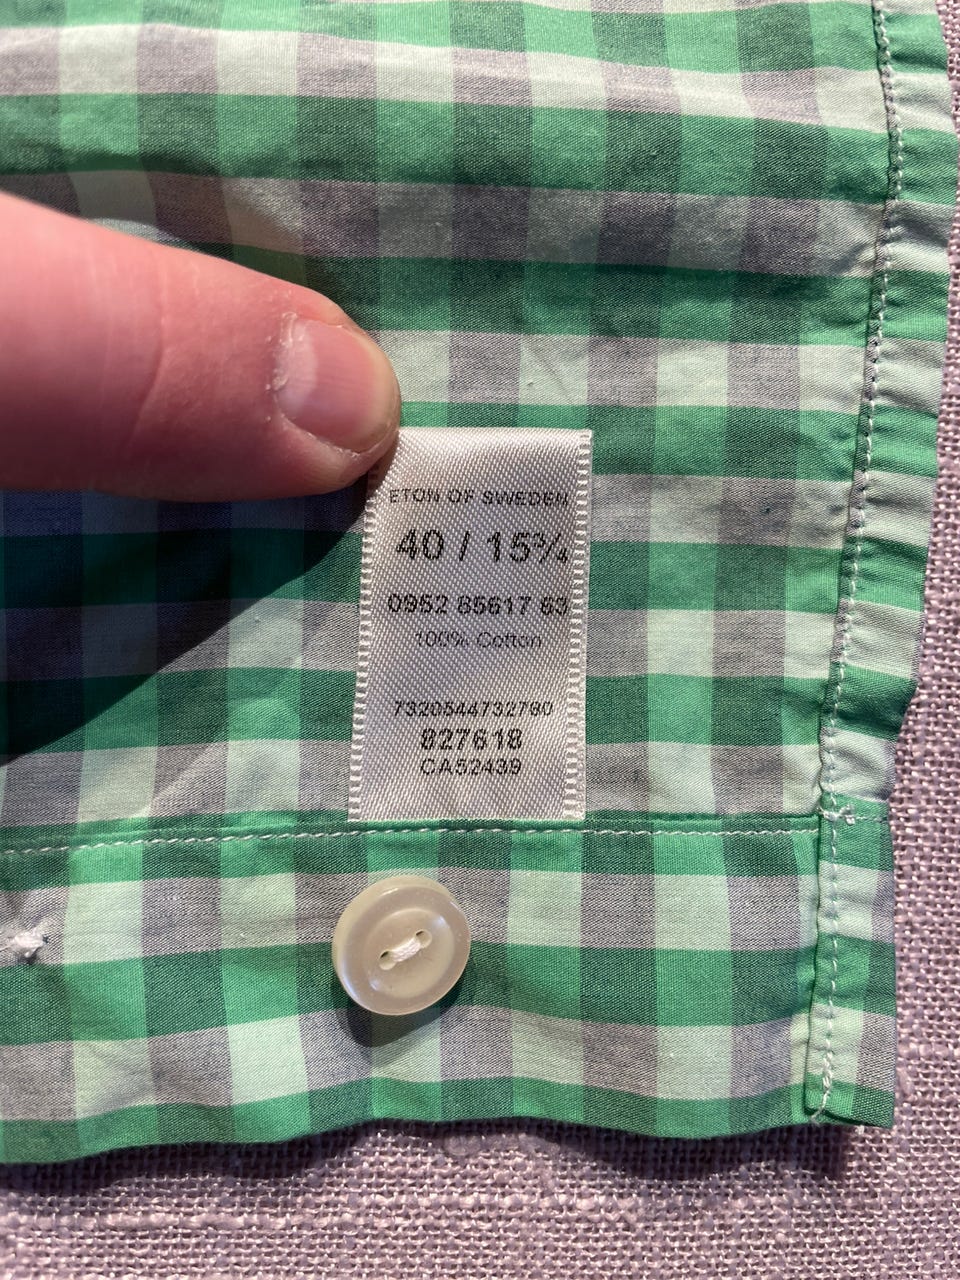 ETON OF SWEDEN
40 / 15¾
0952 85617 63
100% Cotton
7320544732780
827618
CA52439